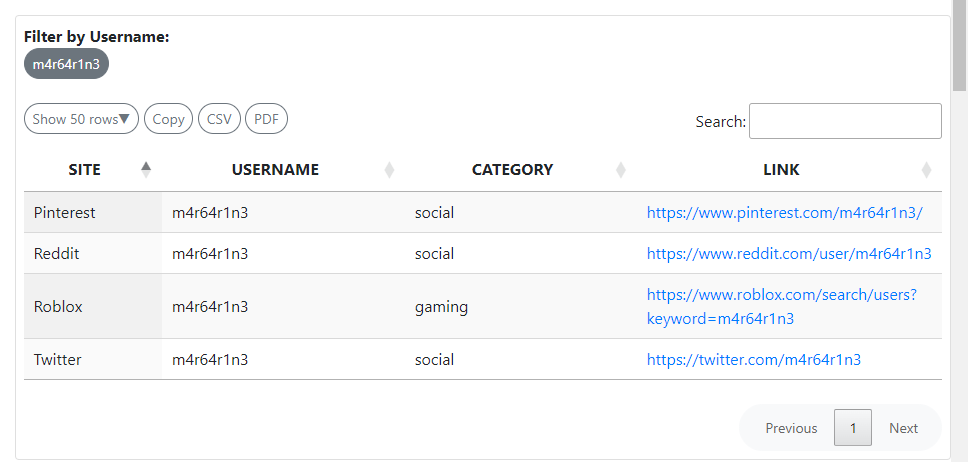 Filter by Username:
m4r64r1n3
Show 50 rows▼ Copy CSV PDF Search:
SITE USERNAME CATEGORY LINK
Pinterest m4r64r1n3 social https://www.pinterest.com/m4r64r1n3/
Reddit m4r64r1n3 social https://www.reddit.com/user/m4r64r1n3
Roblox m4r64r1n3 gaming https://www.roblox.com/search/users?
keyword=m4r64r1n3
Twitter m4r64r1n3 social https://twitter.com/m4r64r1n3
Previous 1 Next